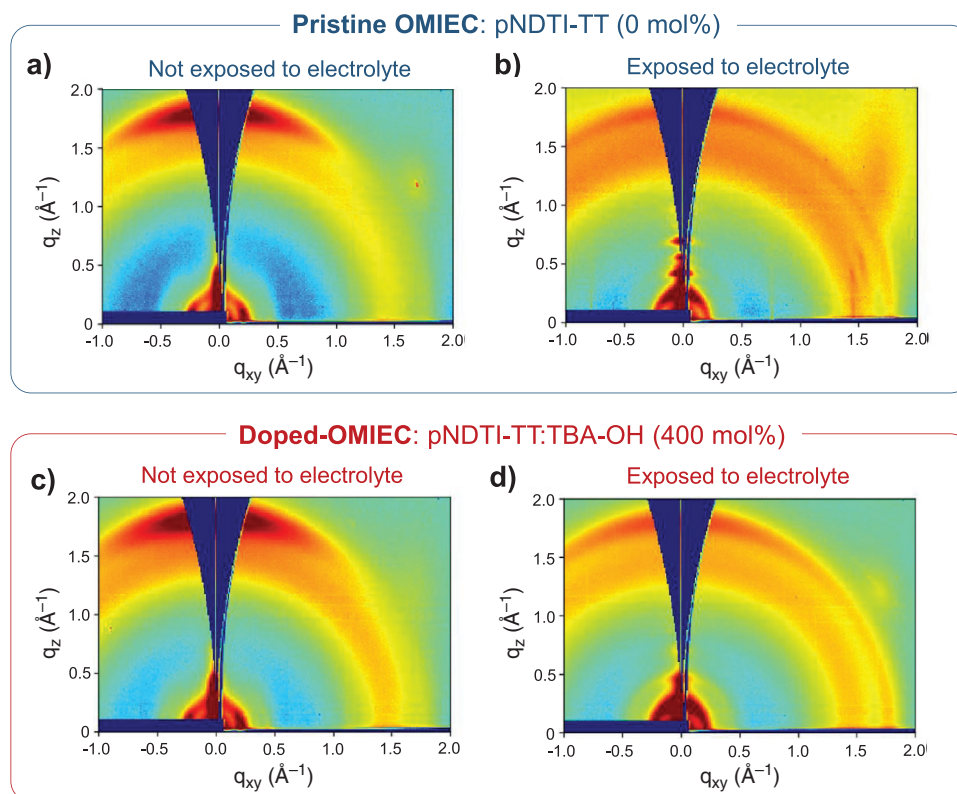 Pristine OMIEC: pNDTI-TT (0 mol%)
a)
Not exposed to electrolyte
2.0
1.5
1.0
0.5
0
qz (Å−1)
-1.0 -0.5 0.0 0.5 1.0 1.5 2.0
qxy (Å−1)
b)
Exposed to electrolyte
2.0
1.5
1.0
0.5
0
qz (Å−1)
-1.0 -0.5 0.0 0.5 1.0 1.5 2.0
qxy (Å−1)
Doped-OMIEC: pNDTI-TT:TBA-OH (400 mol%)
c)
Not exposed to electrolyte
2.0
1.5
1.0
0.5
0
qz (Å−1)
-1.0 -0.5 0.0 0.5 1.0 1.5 2.0
qxy (Å−1)
d)
Exposed to electrolyte
2.0
1.5
1.0
0.5
0
qz (Å−1)
-1.0 -0.5 0.0 0.5 1.0 1.5 2.0
qxy (Å−1)